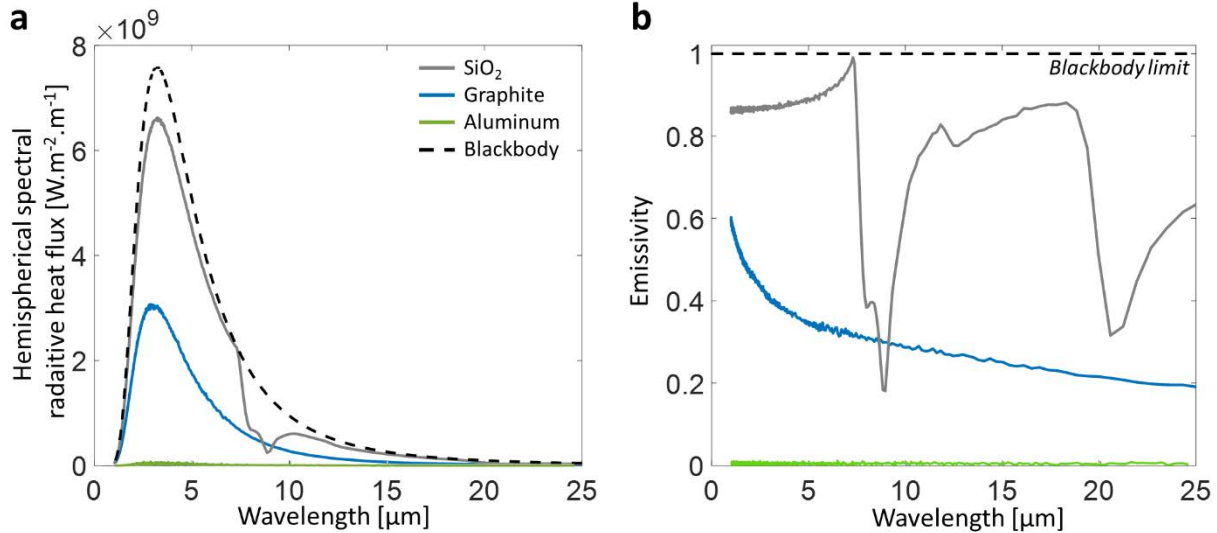 a
×10⁹
8
6
4
2
0
0 5 10 15 20 25
Hemispherical spectral
radaitive heat flux [W.m⁻².m⁻¹]
Wavelength [µm]
SiO₂
Graphite
Aluminum
Blackbody
b
1
0.8
0.6
0.4
0.2
0
0 5 10 15 20 25
Emissivity
Wavelength [µm]
Blackbody limit